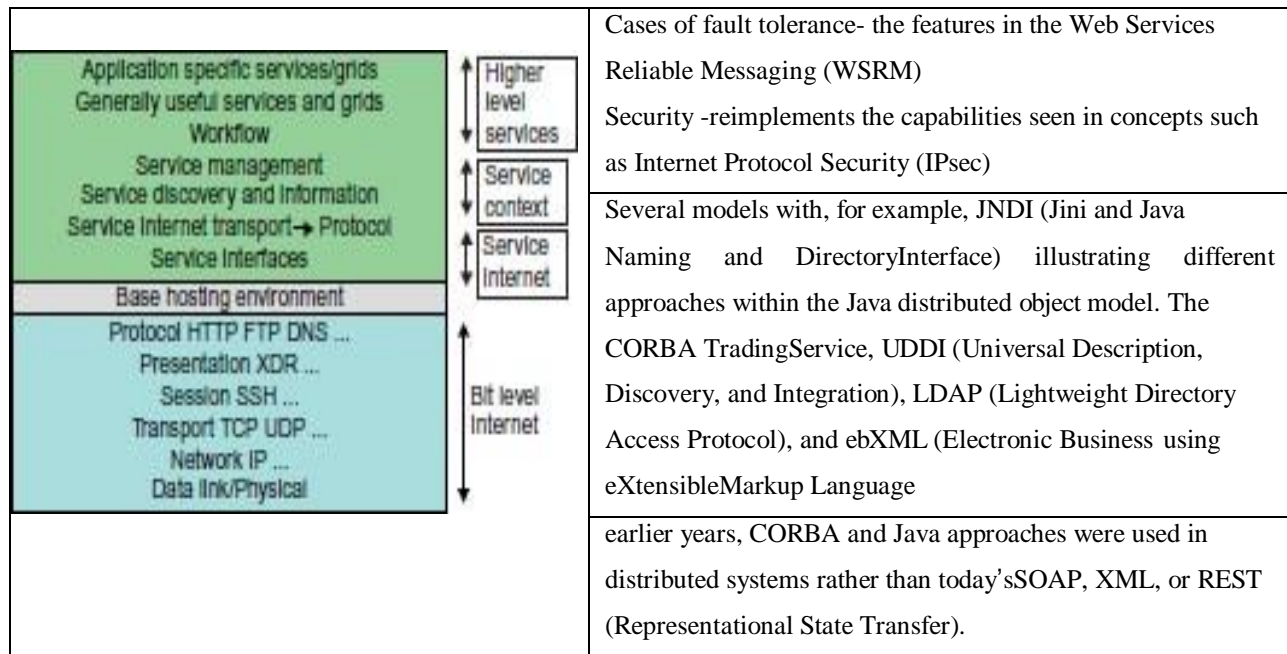 Application specific services/grids
Generally useful services and grids
Workflow
Service management
Service discovery and information
Service Internet transport→ Protocol
Service Interfaces
Base hosting environment
Protocol HTTP FTP DNS ...
Presentation XDR ...
Session SSH ...
Transport TCP UDP ...
Network IP ...
Data link/Physical
Higher
level
services
Service
context
Service
Internet
Bit level
Internet
Cases of fault tolerance- the features in the Web Services
Reliable Messaging (WSRM)
Security -reimplements the capabilities seen in concepts such
as Internet Protocol Security (IPsec)
Several models with, for example, JNDI (Jini and Java
Naming and DirectoryInterface) illustrating different
approaches within the Java distributed object model. The
CORBA TradingService, UDDI (Universal Description,
Discovery, and Integration), LDAP (Lightweight Directory
Access Protocol), and ebXML (Electronic Business using
eXtensibleMarkup Language
earlier years, CORBA and Java approaches were used in
distributed systems rather than today’sSOAP, XML, or REST
(Representational State Transfer).